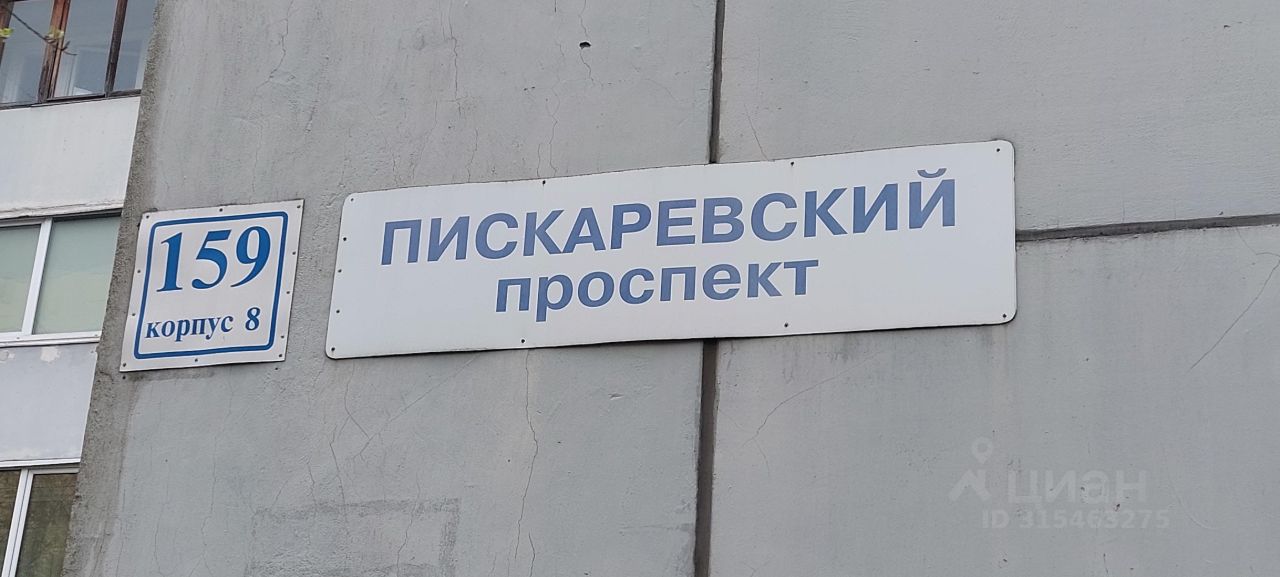 159
корпус 8
ПИСКАРЕВСКИЙ
проспект
циан
ID 315463275